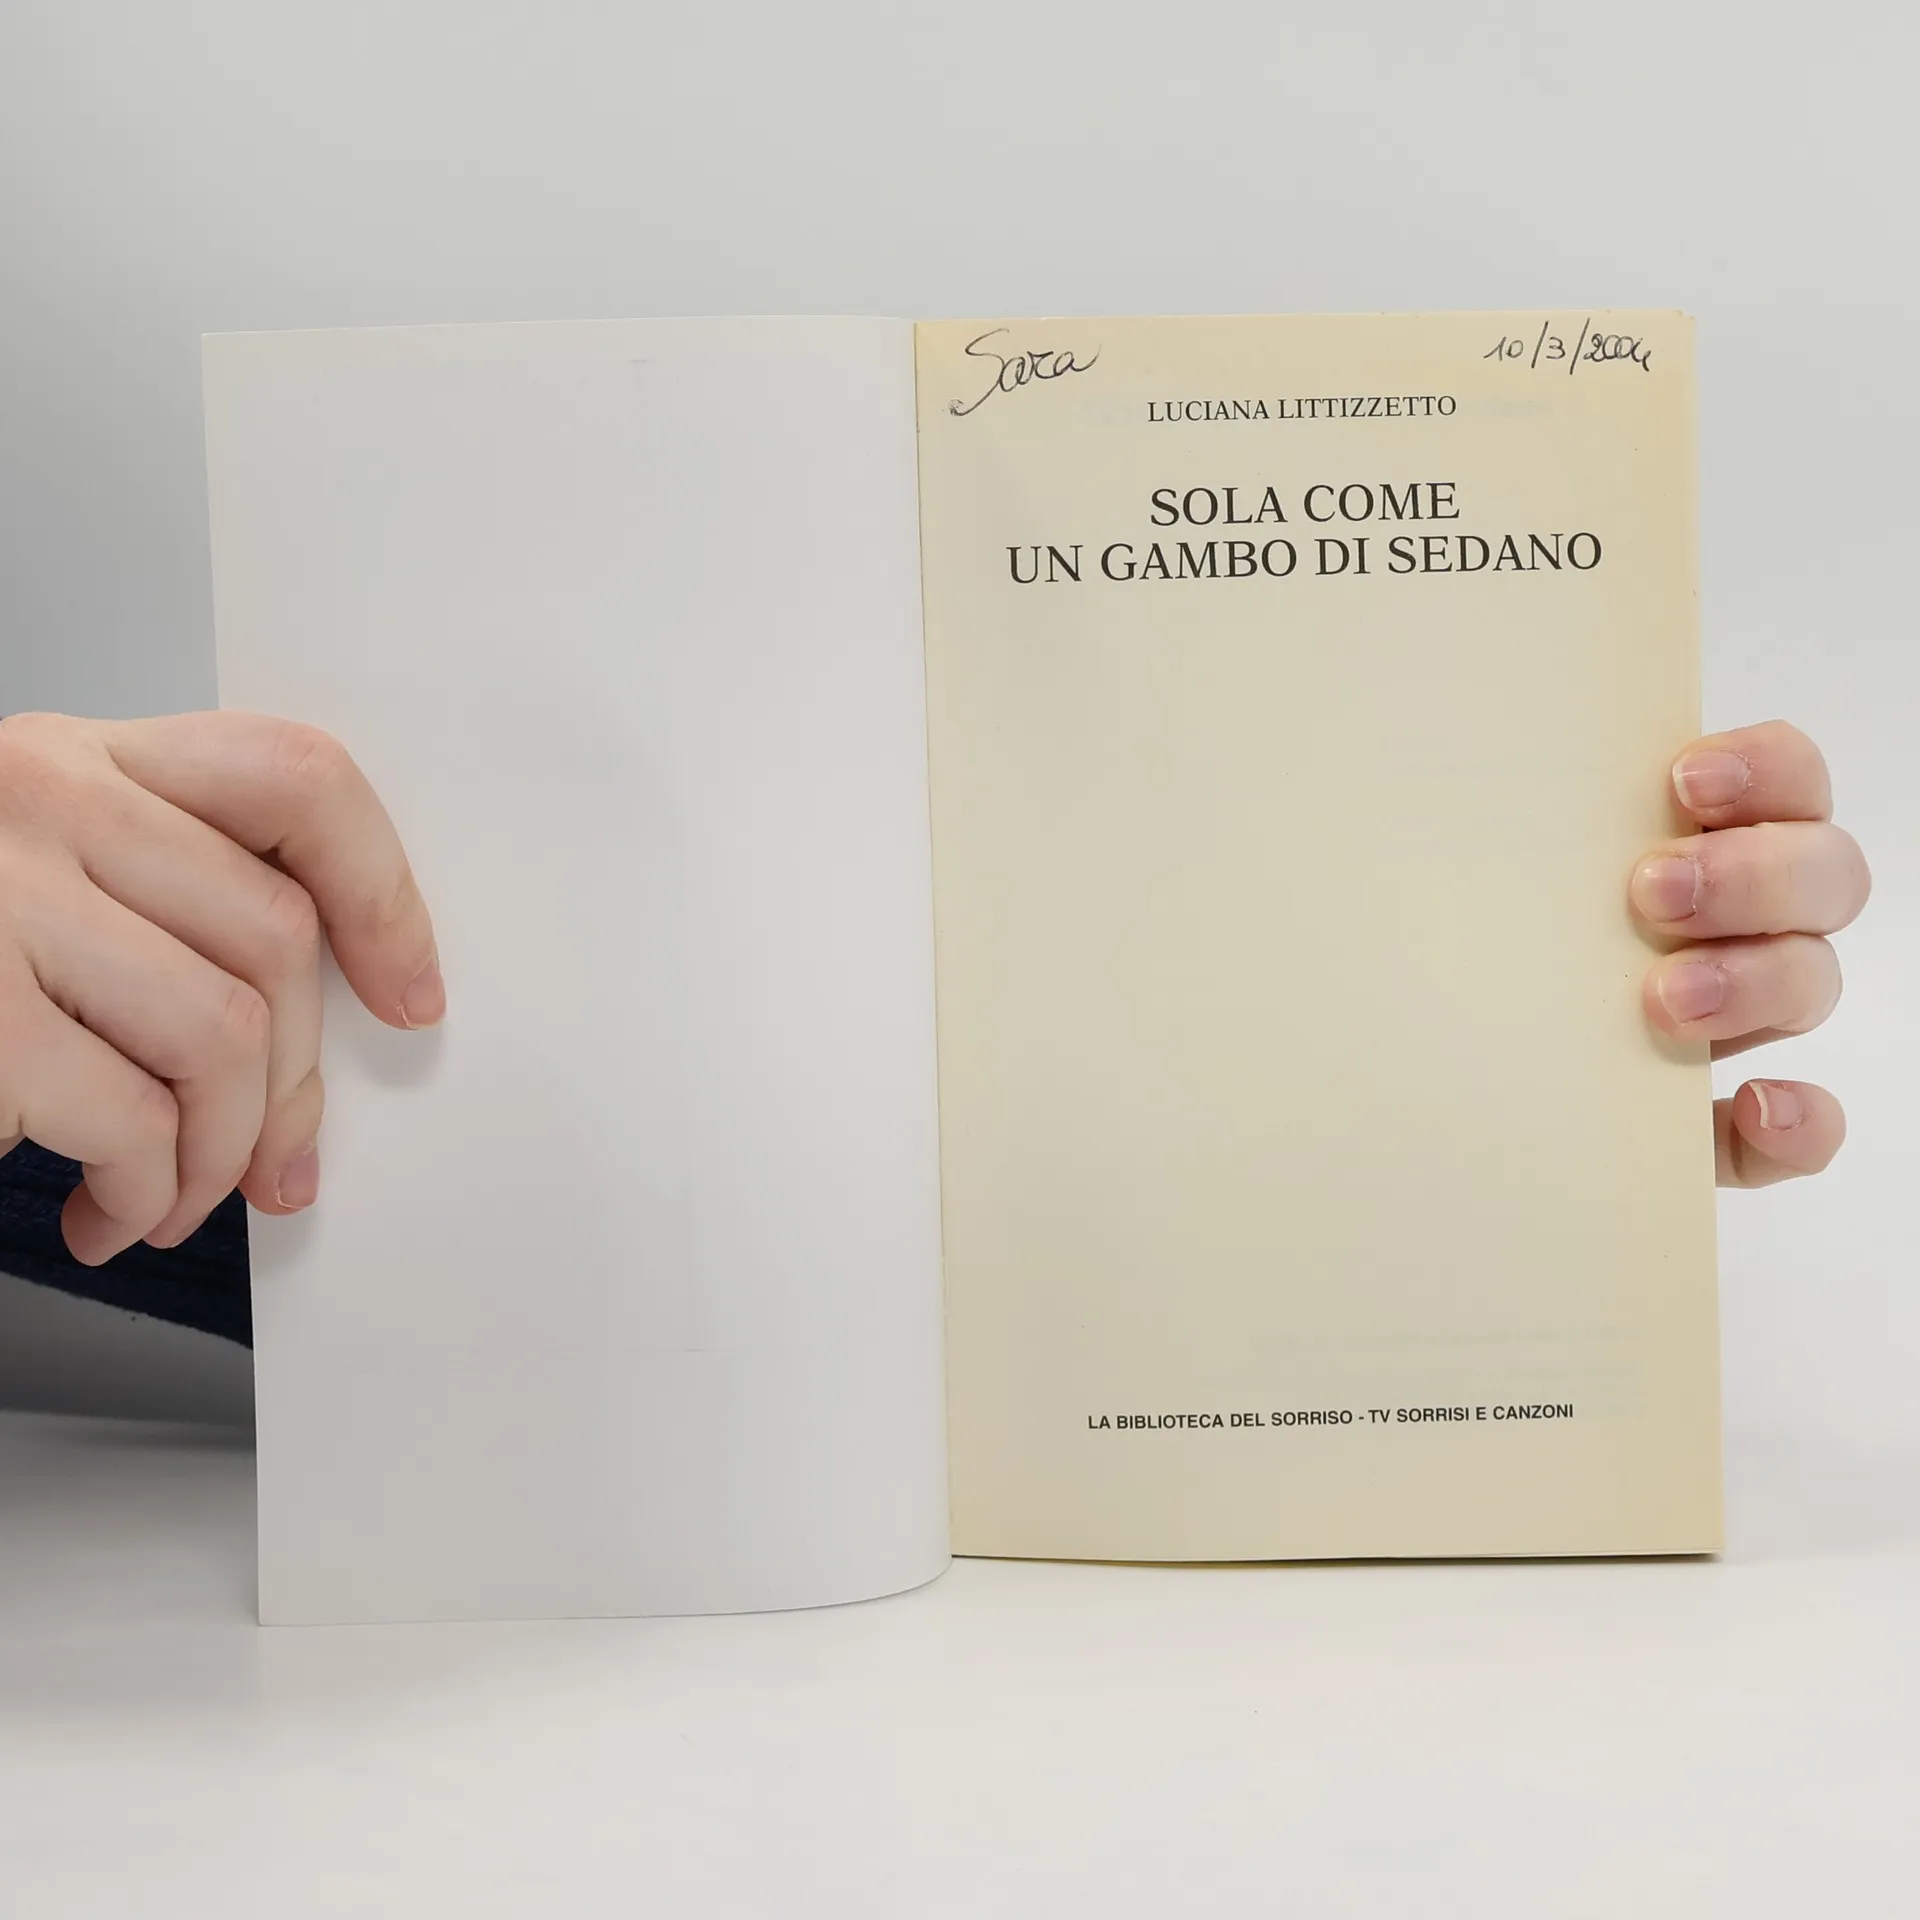 Sara
10/3/2004
LUCIANA LITTIZZETTO
SOLA COME
UN GAMBO DI SEDANO
LA BIBLIOTECA DEL SORRISO - TV SORRISI E CANZONI